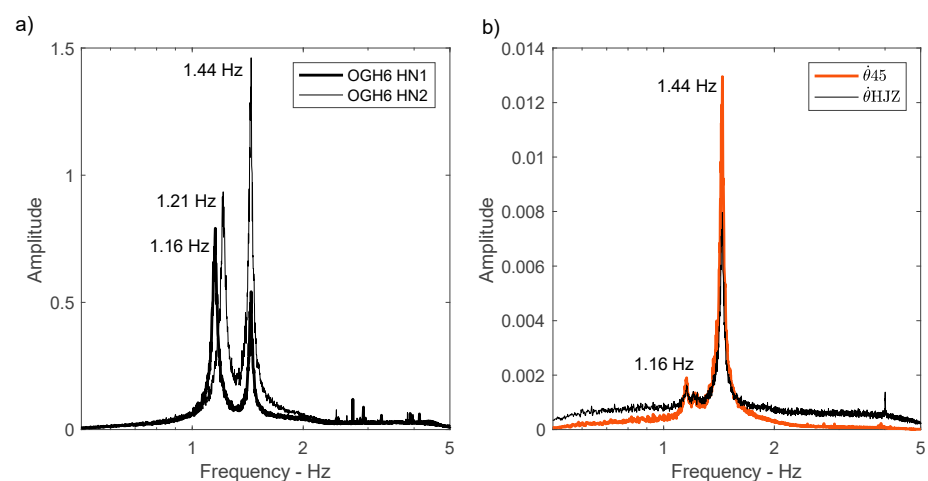 a)
1.5
1
0.5
0
1
2
3
5
Amplitude
Frequency - Hz
1.44 Hz
1.21 Hz
1.16 Hz
OGH6 HN1
OGH6 HN2
b)
0.014
0.012
0.01
0.008
0.006
0.004
0.002
0
1
2
3
5
Amplitude
Frequency - Hz
1.44 Hz
1.16 Hz
θ̇45
θ̇HJZ